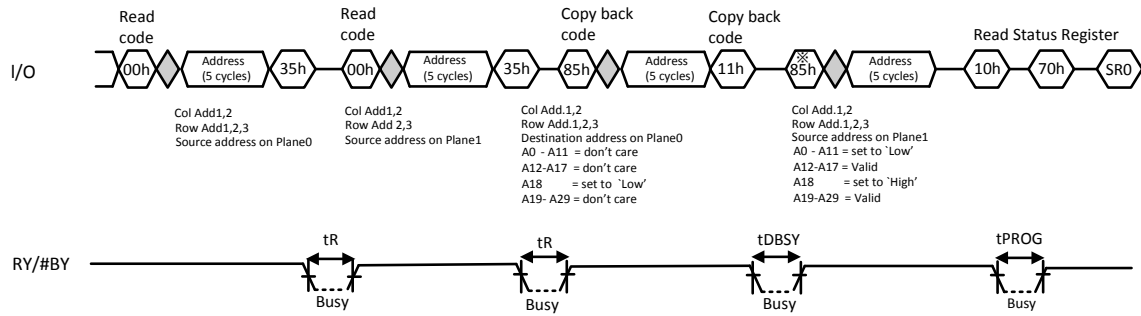 Read code
Read code
Copy back code
Copy back code
Read Status Register
I/O
00h
Address (5 cycles)
35h
00h
Address (5 cycles)
35h
85h
Address (5 cycles)
11h
※
85h
Address (5 cycles)
10h
70h
SR0
Col Add1,2
Row Add1,2,3
Source address on Plane0
Col Add1,2
Row Add 2,3
Source address on Plane1
Col Add.1,2
Row Add.1,2,3
Destination address on Plane0
A0 - A11 = don't care
A12-A17 = don't care
A18 = set to `Low'
A19- A29 = don't care
Col Add.1,2
Row Add.1,2,3
Source address on Plane1
A0 - A11 = set to `Low'
A12-A17 = Valid
A18 = set to `High'
A19-A29 = Valid
RY/#BY
tR
Busy
tR
Busy
tDBSY
Busy
tPROG
Busy